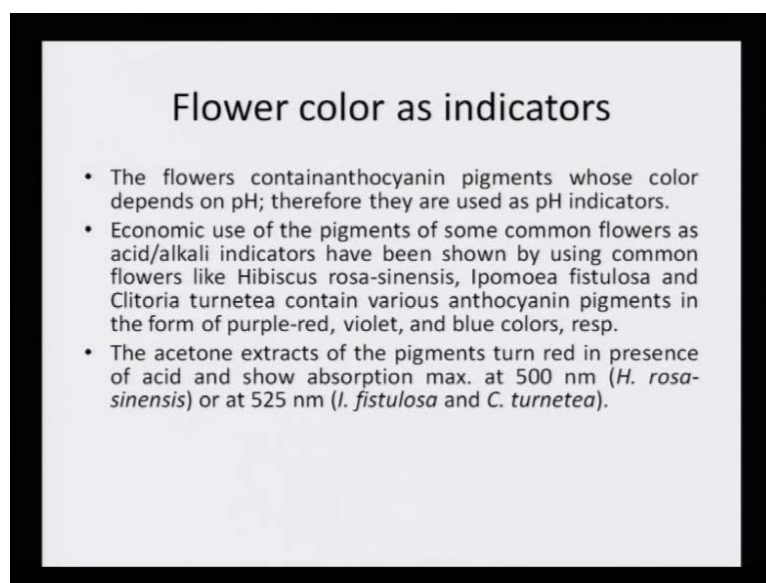 Flower color as indicators
• The flowers containanthocyanin pigments whose color
depends on pH; therefore they are used as pH indicators.
• Economic use of the pigments of some common flowers as
acid/alkali indicators have been shown by using common
flowers like Hibiscus rosa-sinensis, Ipomoea fistulosa and
Clitoria turnetea contain various anthocyanin pigments in
the form of purple-red, violet, and blue colors, resp.
• The acetone extracts of the pigments turn red in presence
of acid and show absorption max. at 500 nm (H. rosa-
sinensis) or at 525 nm (I. fistulosa and C. turnetea).